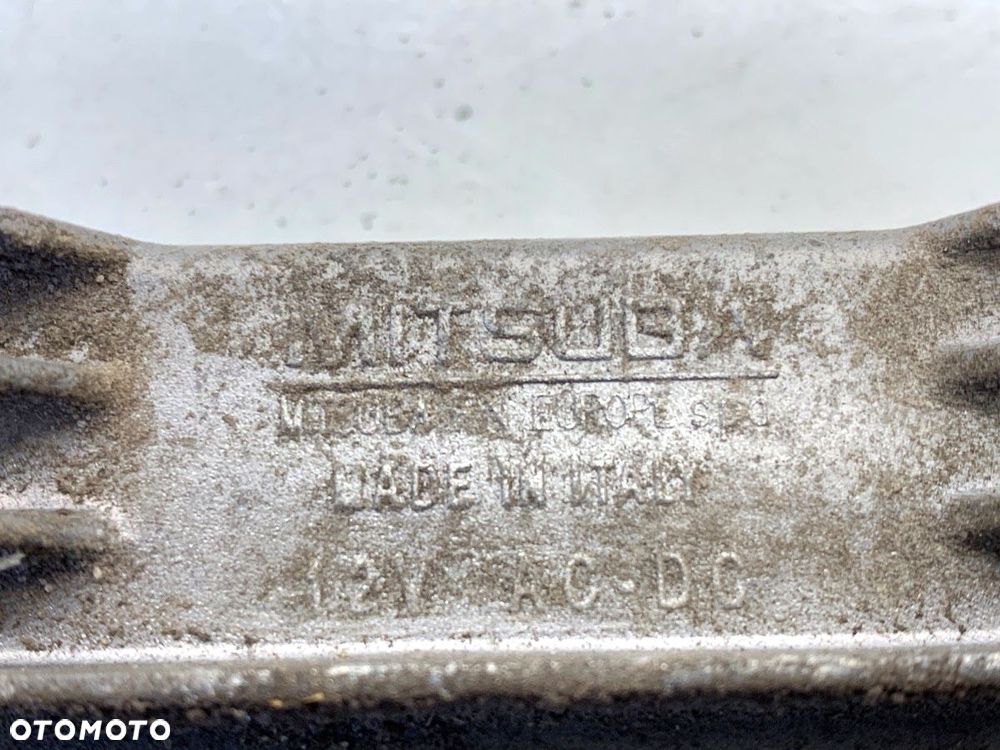 MITSUBA
EUROPE s.p.a
MADE IN ITALY
12V AC-DC
OTOMOTO